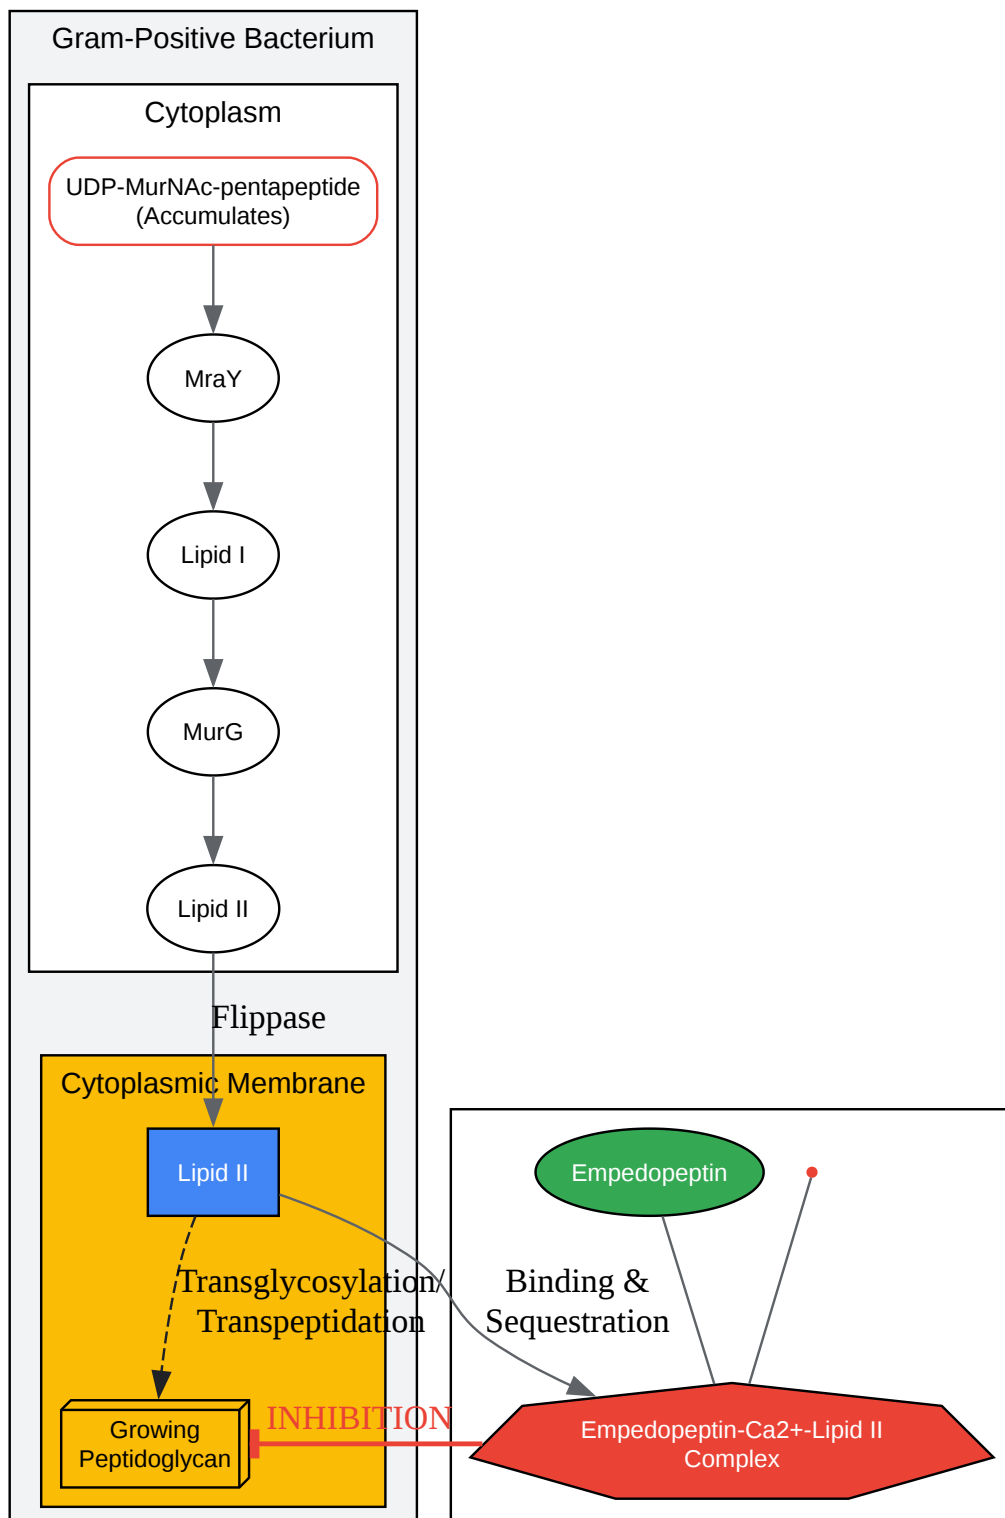 Gram-Positive Bacterium
Cytoplasm
UDP-MurNAc-pentapeptide
(Accumulates)
MraY
Lipid I
MurG
Lipid II
Flippase
Cytoplasmic Membrane
Lipid II
Empedopeptin
Transglycosylation/
Transpeptidation
Binding &
Sequestration
INHIBITION
Growing
Peptidoglycan
Empedopeptin-Ca2+-Lipid II
Complex